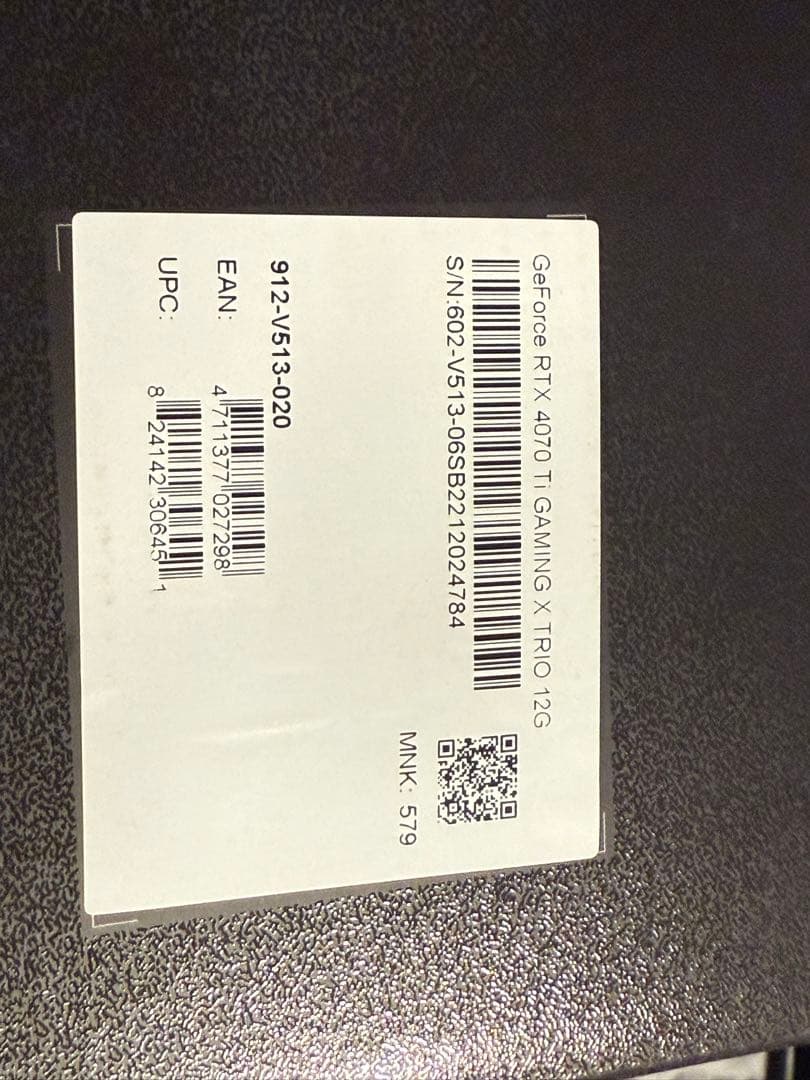 GeForce RTX 4070 Ti GAMING X TRIO 12G
S/N:602-V513-06SB2212024784
MNK: 579
912-V513-020
EAN: 4 711377 027298
UPC: 8 24142 30645 1